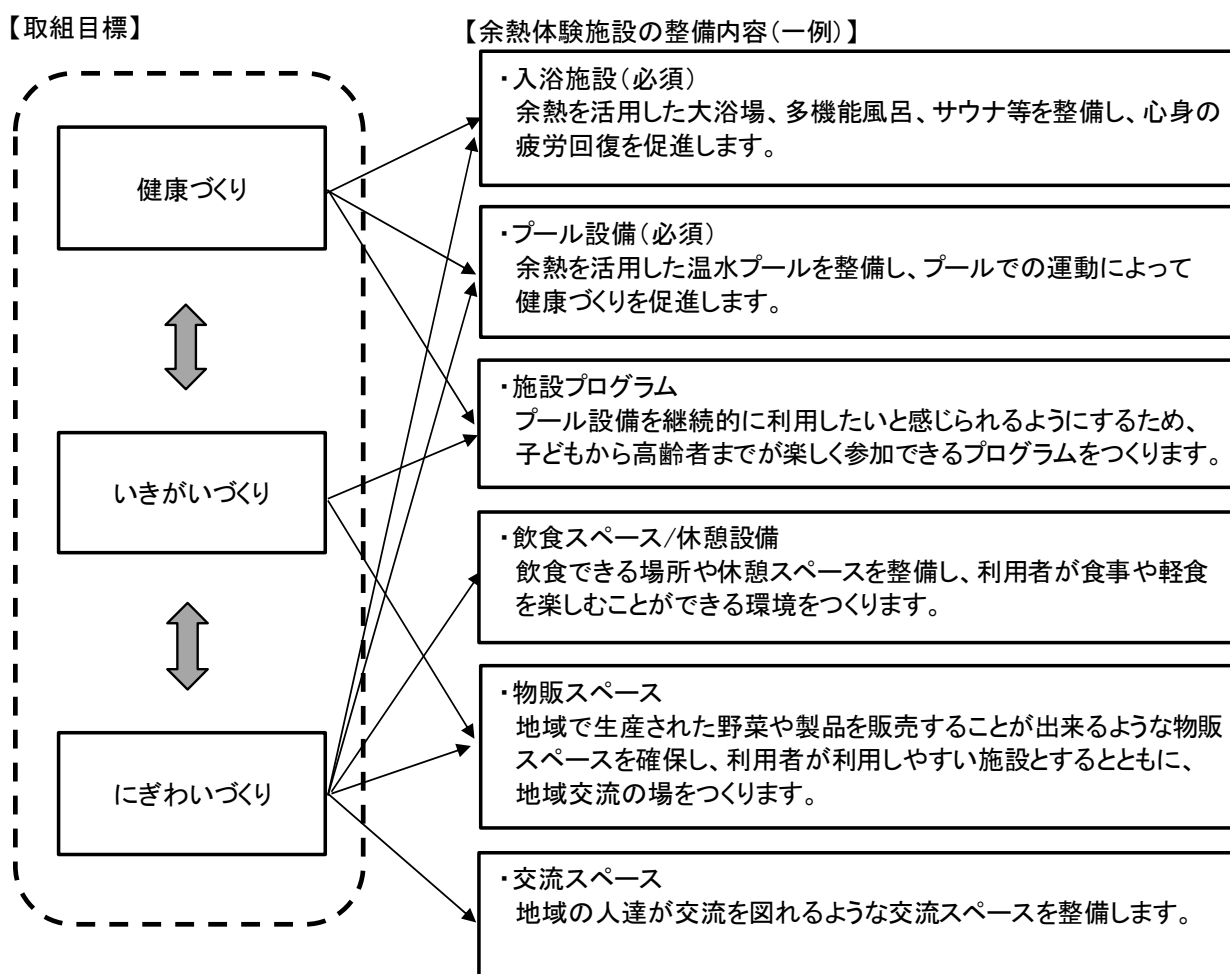 【取組目標】
【余熱体験施設の整備内容(一例)】
健康づくり
いきがいづくり
にぎわいづくり
・入浴施設(必須)
余熱を活用した大浴場、多機能風呂、サウナ等を整備し、心身の
疲労回復を促進します。
・プール設備(必須)
余熱を活用した温水プールを整備し、プールでの運動によって
健康づくりを促進します。
・施設プログラム
プール設備を継続的に利用したいと感じられるようにするため、
子どもから高齢者までが楽しく参加できるプログラムをつくります。
・飲食スペース/休憩設備
飲食できる場所や休憩スペースを整備し、利用者が食事や軽食
を楽しむことができる環境をつくります。
・物販スペース
地域で生産された野菜や製品を販売することが出来るような物販
スペースを確保し、利用者が利用しやすい施設とするとともに、
地域交流の場をつくります。
・交流スペース
地域の人達が交流を図れるような交流スペースを整備します。